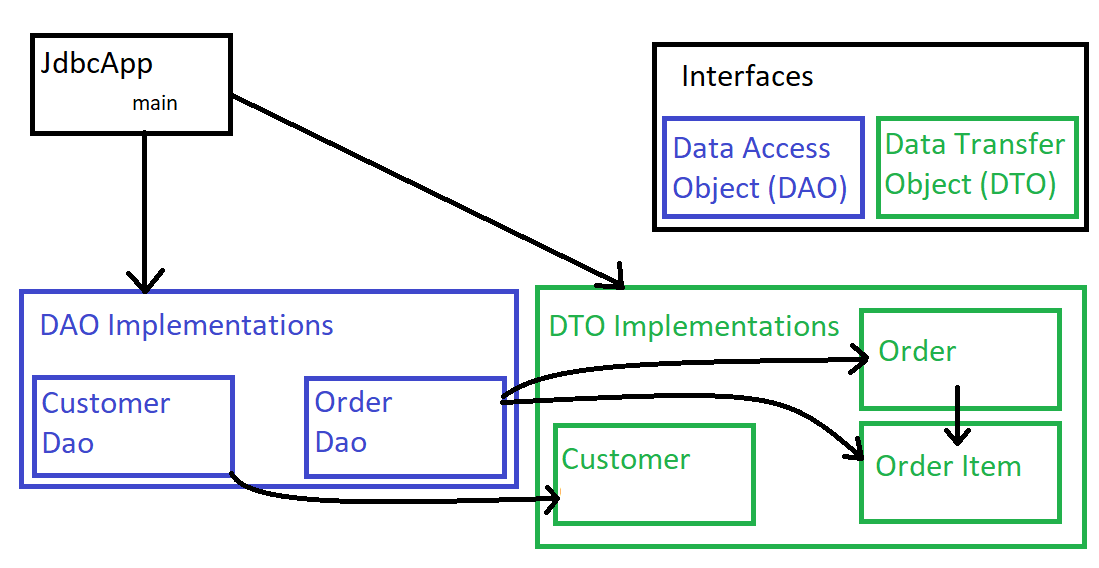 JdbcApp
main
Interfaces
Data Access
Object (DAO)
Data Transfer
Object (DTO)
DAO Implementations
Customer
Dao
Order
Dao
DTO Implementations
Order
Customer
Order Item